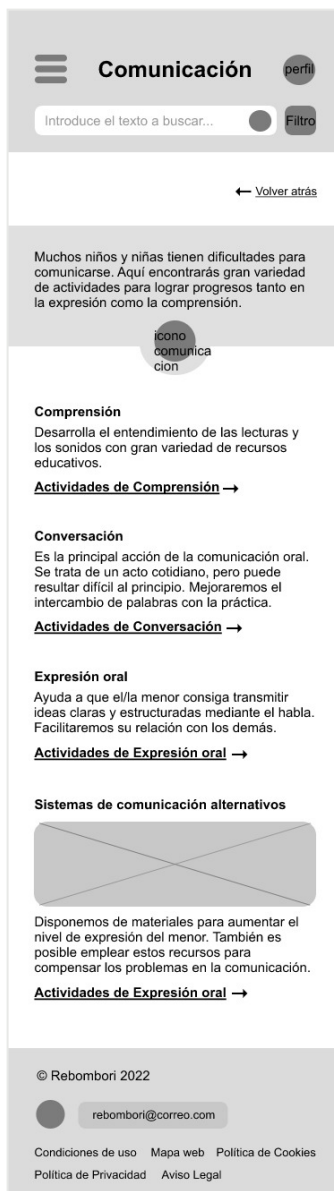 Comunicación
perfil
Introduce el texto a buscar...
Filtro
Volver atrás
Muchos niños y niñas tienen dificultades para
comunicarse. Aquí encontrarás gran variedad
de actividades para lograr progresos tanto en
la expresión como la comprensión.
icono
comunica
cion
Comprensión
Desarrolla el entendimiento de las lecturas y
los sonidos con gran variedad de recursos
educativos.
Actividades de Comprensión
Conversación
Es la principal acción de la comunicación oral.
Se trata de un acto cotidiano, pero puede
resultar difícil al principio. Mejoraremos el
intercambio de palabras con la práctica.
Actividades de Conversación
Expresión oral
Ayuda a que el/la menor consiga transmitir
ideas claras y estructuradas mediante el habla.
Facilitaremos su relación con los demás.
Actividades de Expresión oral
Sistemas de comunicación alternativos
Disponemos de materiales para aumentar el
nivel de expresión del menor. También es
posible emplear estos recursos para
compensar los problemas en la comunicación.
Actividades de Expresión oral
© Rebombori 2022
rebombori@correo.com
Condiciones de uso Mapa web Política de Cookies
Política de Privacidad Aviso Legal